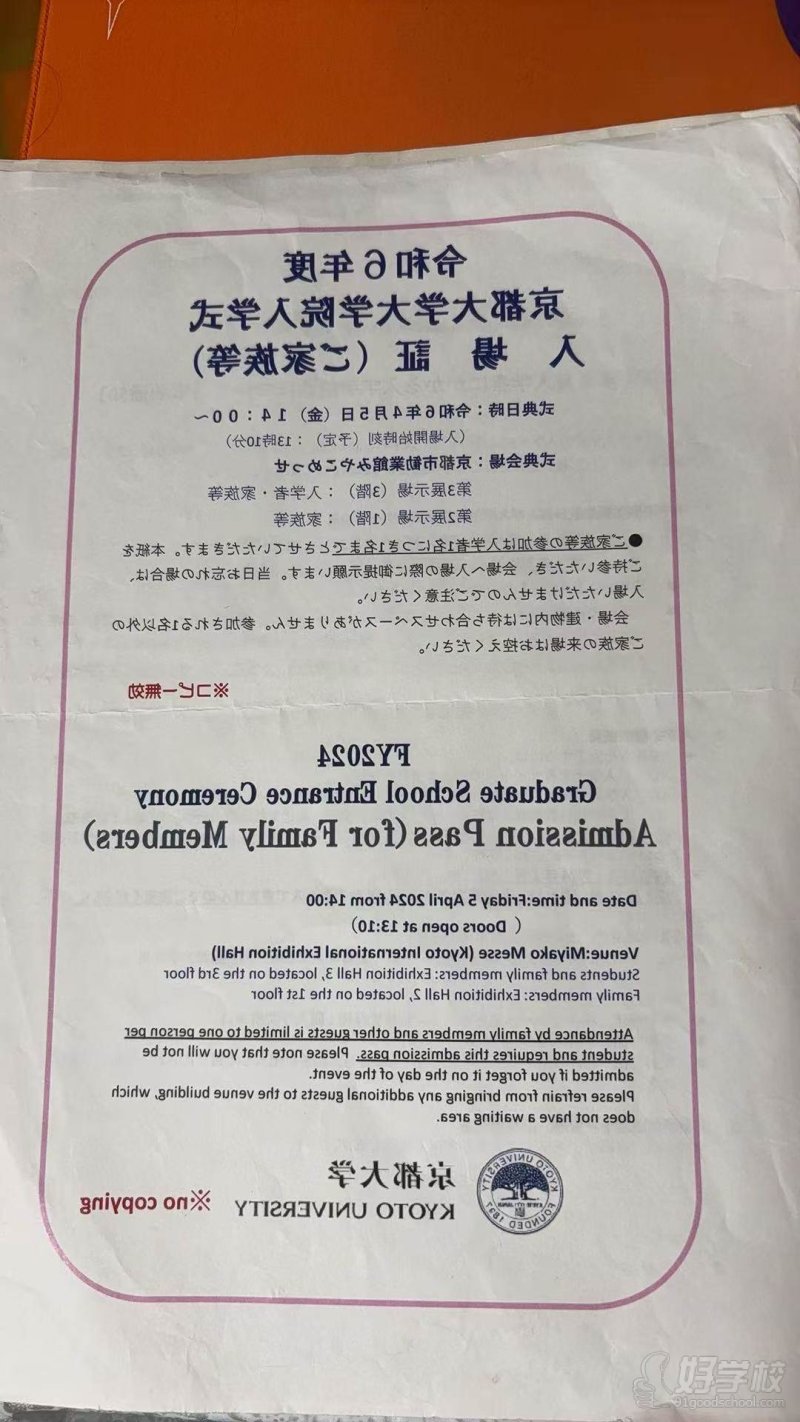 令和６年度
京都大学大学院入学式
入　場　証（ご家族等）
式典日時：令和６年４月５日（金）１４：００～
（入場開始時刻（予定）：13時10分）
式典会場：京都市勧業館みやこめっせ
第3展示場（3階）：入学者・家族等
第2展示場（1階）：家族等
●ご家族等の参加は入学者1名につき1名までとさせていただきます。本紙を
ご持参いただき、会場へ入場の際に御提示願います。当日お忘れの場合は、
入場いただけませんのでご注意ください。
会場・建物内には待ち合わせスペースがありません。参加される1名以外の
ご家族の来場はお控えください。
※コピー無効
FY2024
Graduate School Entrance Ceremony
Admission Pass (for Family Members)
Date and time:Friday 5 April 2024 from 14:00
( Doors open at 13:10)
Venue:Miyako Messe (Kyoto International Exhibition Hall)
Students and family members: Exhibition Hall 3, located on the 3rd floor
Family members: Exhibition Hall 2, located on the 1st floor
Attendance by family members and other guests is limited to one person per
student and requires this admission pass. Please note that you will not be
admitted if you forget it on the day of the event.
Please refrain from bringing any additional guests to the venue building, which
does not have a waiting area.
KYOTO UNIVERSITY
FOUNDED 1897
京都大学
KYOTO UNIVERSITY
※no copying
好学校
91goodschool.com